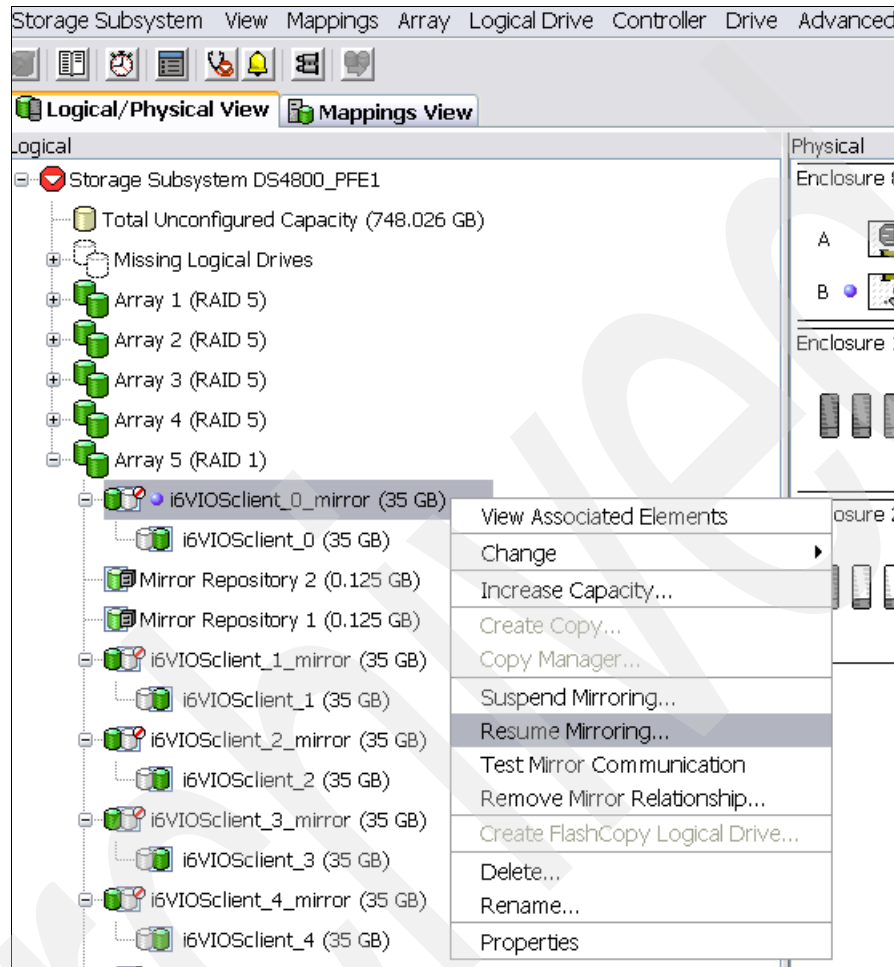 Storage Subsystem View Mappings Array Logical Drive Controller Drive Advanced
Logical/Physical View Mappings View
Logical
Physical
Storage Subsystem DS4800_PFE1
Enclosure
Total Unconfigured Capacity (748.026 GB)
A
Missing Logical Drives
B
Array 1 (RAID 5)
Array 2 (RAID 5)
Enclosure
Array 3 (RAID 5)
Array 4 (RAID 5)
Array 5 (RAID 1)
i6VIOSclient_0_mirror (35 GB)
i6VIOSclient_0 (35 GB)
Mirror Repository 2 (0.125 GB)
Mirror Repository 1 (0.125 GB)
i6VIOSclient_1_mirror (35 GB)
i6VIOSclient_1 (35 GB)
i6VIOSclient_2_mirror (35 GB)
i6VIOSclient_2 (35 GB)
i6VIOSclient_3_mirror (35 GB)
i6VIOSclient_3 (35 GB)
i6VIOSclient_4_mirror (35 GB)
i6VIOSclient_4 (35 GB)
View Associated Elements
Change
Increase Capacity...
Create Copy...
Copy Manager...
Suspend Mirroring...
Resume Mirroring...
Test Mirror Communication
Remove Mirror Relationship...
Create FlashCopy Logical Drive...
Delete...
Rename...
Properties
osure 2